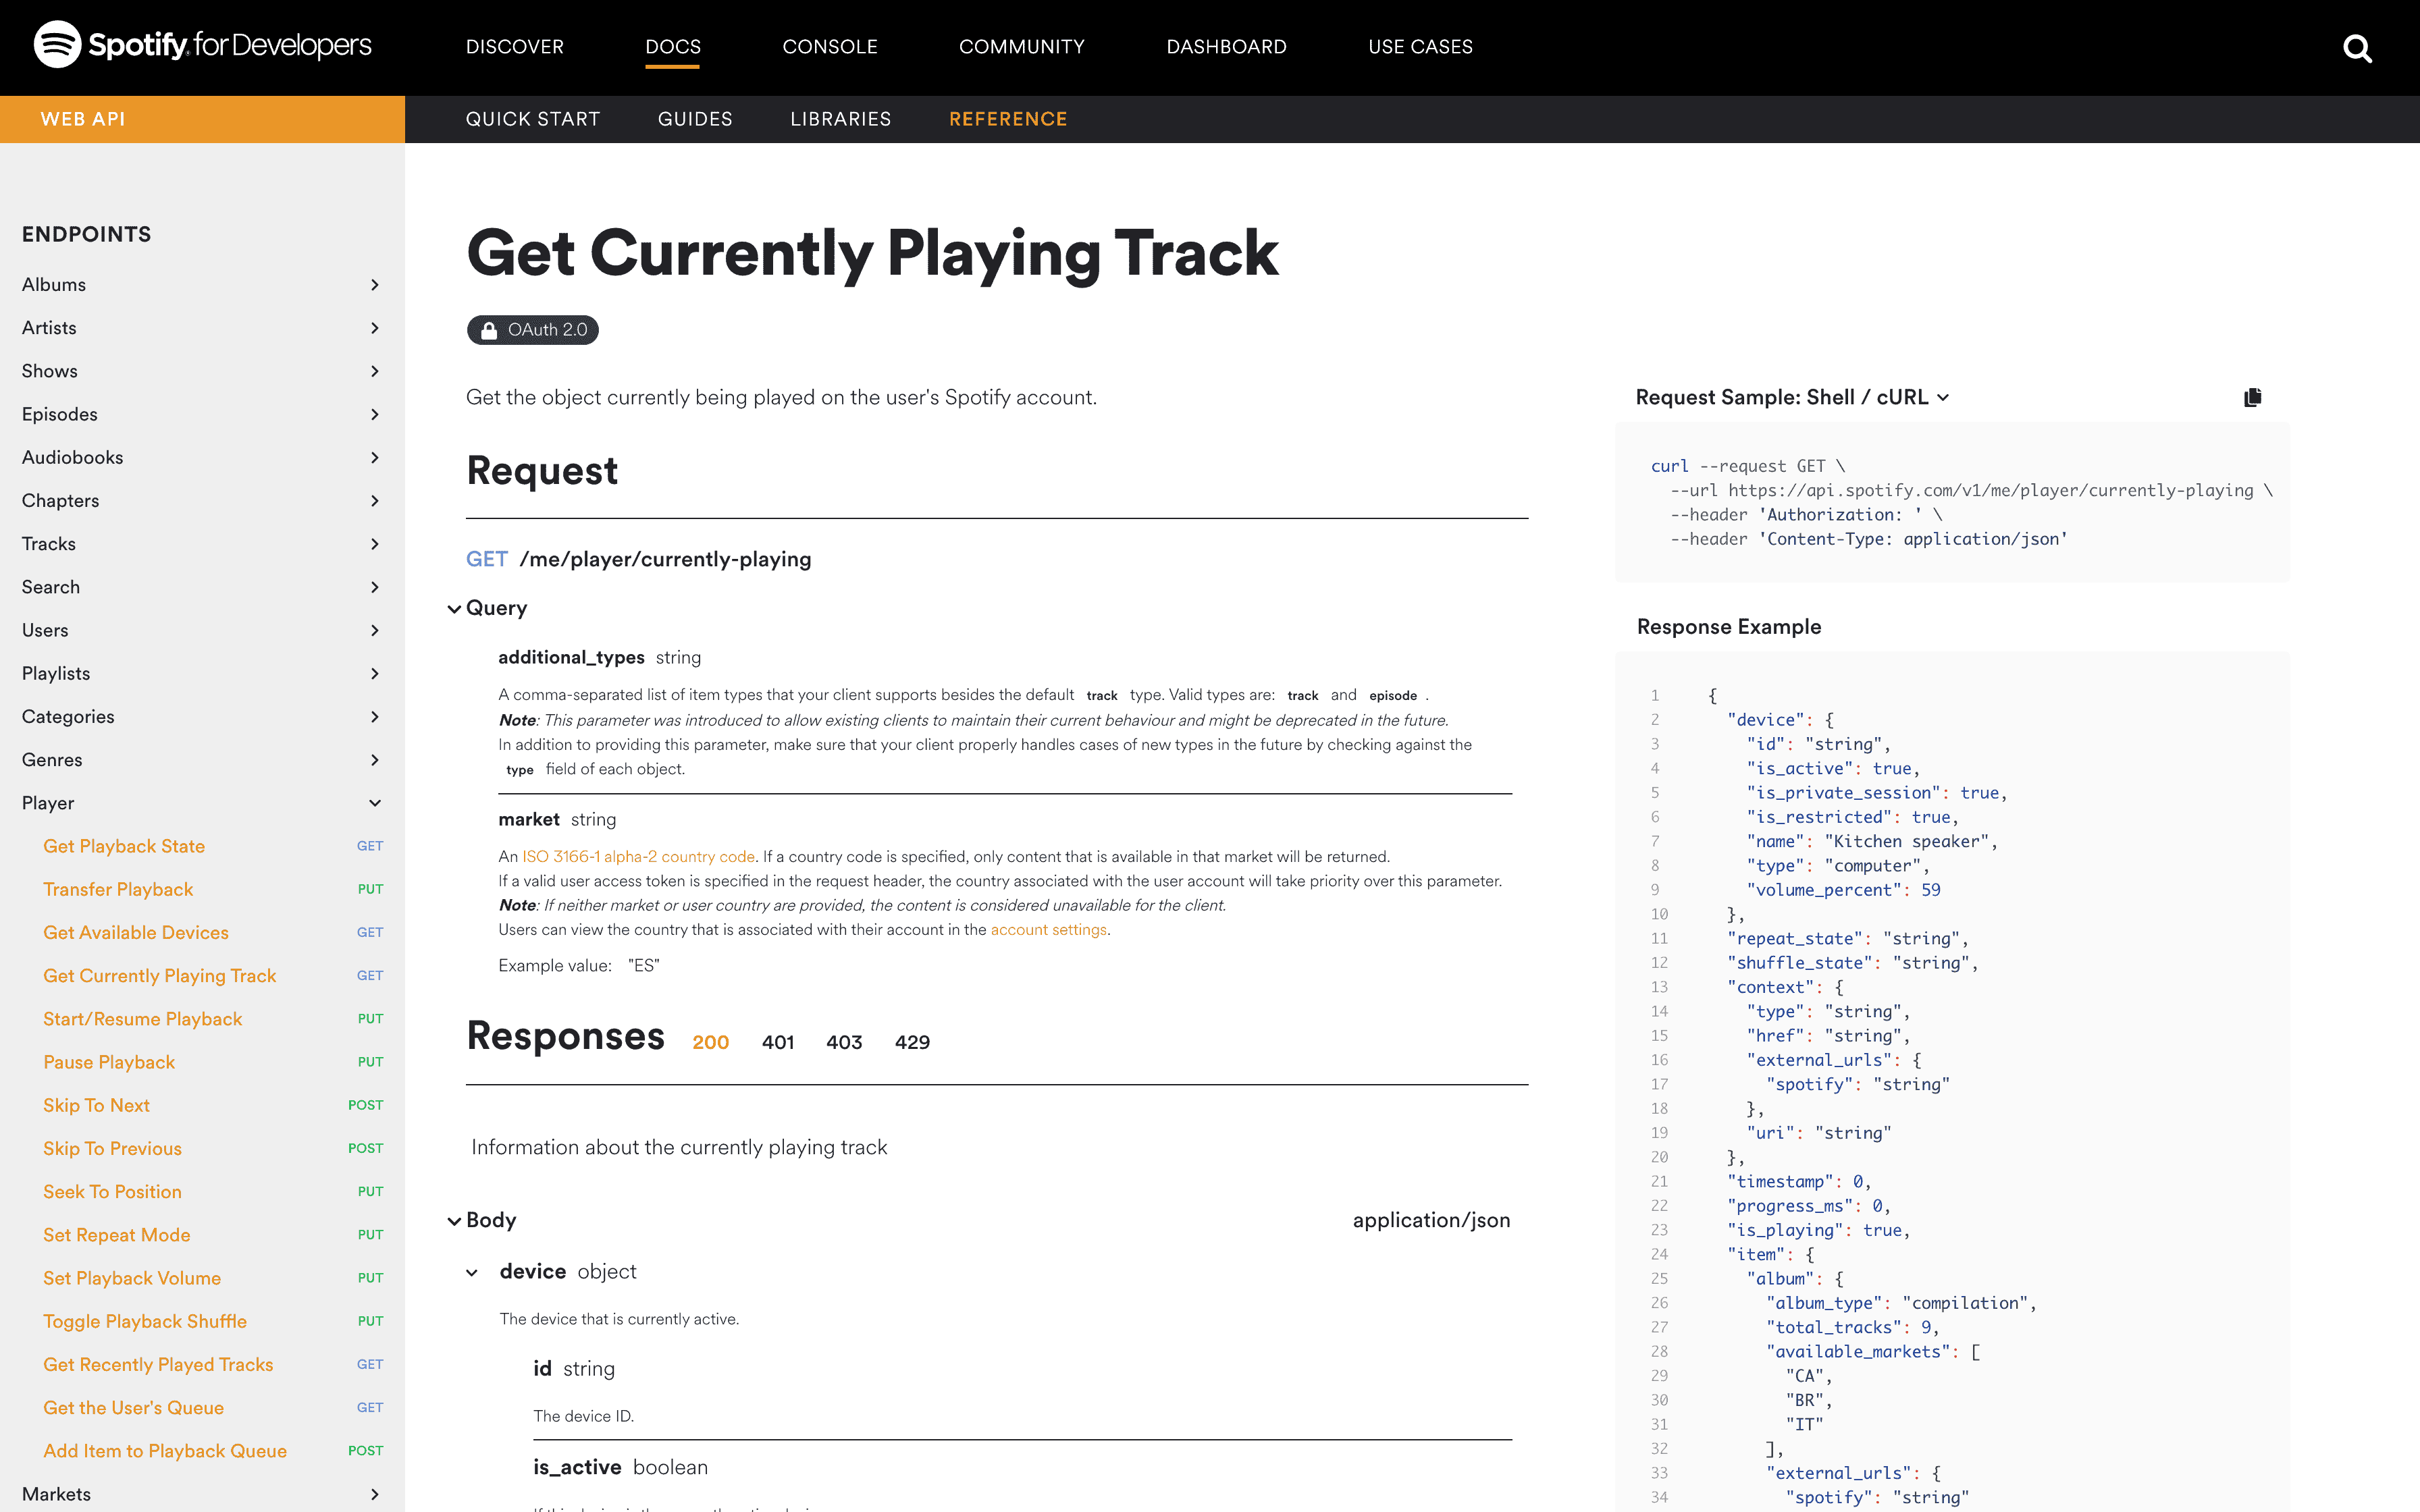 Spotify for Developers
DISCOVER
DOCS
CONSOLE
COMMUNITY
DASHBOARD
USE CASES
WEB API
QUICK START
GUIDES
LIBRARIES
REFERENCE
ENDPOINTS
Albums
Artists
Shows
Episodes
Audiobooks
Chapters
Tracks
Search
Users
Playlists
Categories
Genres
Player
Get Playback State GET
Transfer Playback PUT
Get Available Devices GET
Get Currently Playing Track GET
Start/Resume Playback PUT
Pause Playback PUT
Skip To Next POST
Skip To Previous POST
Seek To Position PUT
Set Repeat Mode PUT
Set Playback Volume PUT
Toggle Playback Shuffle PUT
Get Recently Played Tracks GET
Get the User's Queue GET
Add Item to Playback Queue POST
Markets
Get Currently Playing Track
OAuth 2.0
Get the object currently being played on the user's Spotify account.
Request
GET /me/player/currently-playing
Query
additional_types string
A comma-separated list of item types that your client supports besides the default track type. Valid types are: track and episode .
Note: This parameter was introduced to allow existing clients to maintain their current behaviour and might be deprecated in the future.
In addition to providing this parameter, make sure that your client properly handles cases of new types in the future by checking against the
type field of each object.
market string
An ISO 3166-1 alpha-2 country code. If a country code is specified, only content that is available in that market will be returned.
If a valid user access token is specified in the request header, the country associated with the user account will take priority over this parameter.
Note: If neither market or user country are provided, the content is considered unavailable for the client.
Users can view the country that is associated with their account in the account settings.
Example value: "ES"
Responses 200 401 403 429
Information about the currently playing track
Body application/json
device object
The device that is currently active.
id string
The device ID.
is_active boolean
Request Sample: Shell / cURL
curl --request GET \
--url https://api.spotify.com/v1/me/player/currently-playing \
--header 'Authorization: ' \
--header 'Content-Type: application/json'
Response Example
1 {
2 "device": {
3 "id": "string",
4 "is_active": true,
5 "is_private_session": true,
6 "is_restricted": true,
7 "name": "Kitchen speaker",
8 "type": "computer",
9 "volume_percent": 59
10 },
11 "repeat_state": "string",
12 "shuffle_state": "string",
13 "context": {
14 "type": "string",
15 "href": "string",
16 "external_urls": {
17 "spotify": "string"
18 },
19 "uri": "string"
20 },
21 "timestamp": 0,
22 "progress_ms": 0,
23 "is_playing": true,
24 "item": {
25 "album": {
26 "album_type": "compilation",
27 "total_tracks": 9,
28 "available_markets": [
29 "CA",
30 "BR",
31 "IT"
32 ],
33 "external_urls": {
34 "spotify": "string"